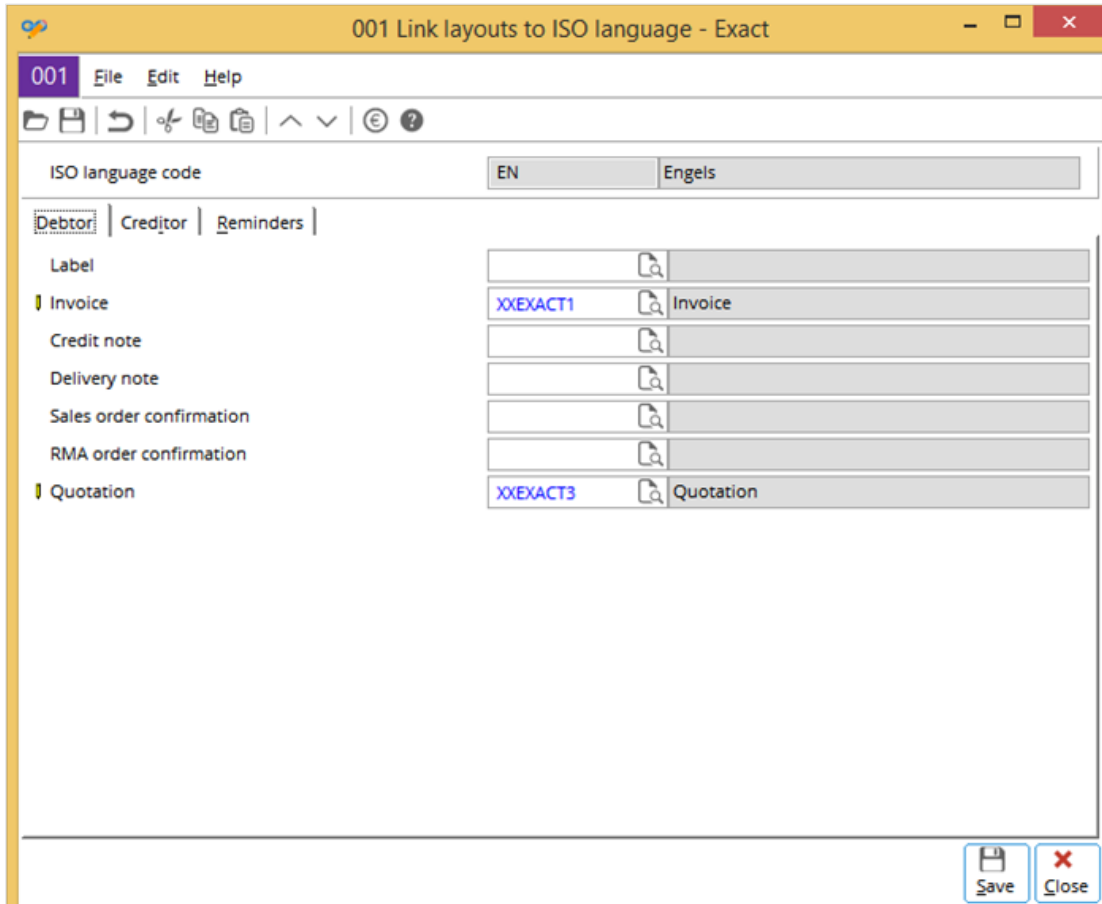 001 Link layouts to ISO language - Exact
001 File Edit Help
ISO language code EN Engels
Debtor Creditor Reminders
Label
Invoice XXEXACT1 Invoice
Credit note
Delivery note
Sales order confirmation
RMA order confirmation
Quotation XXEXACT3 Quotation
Save Close